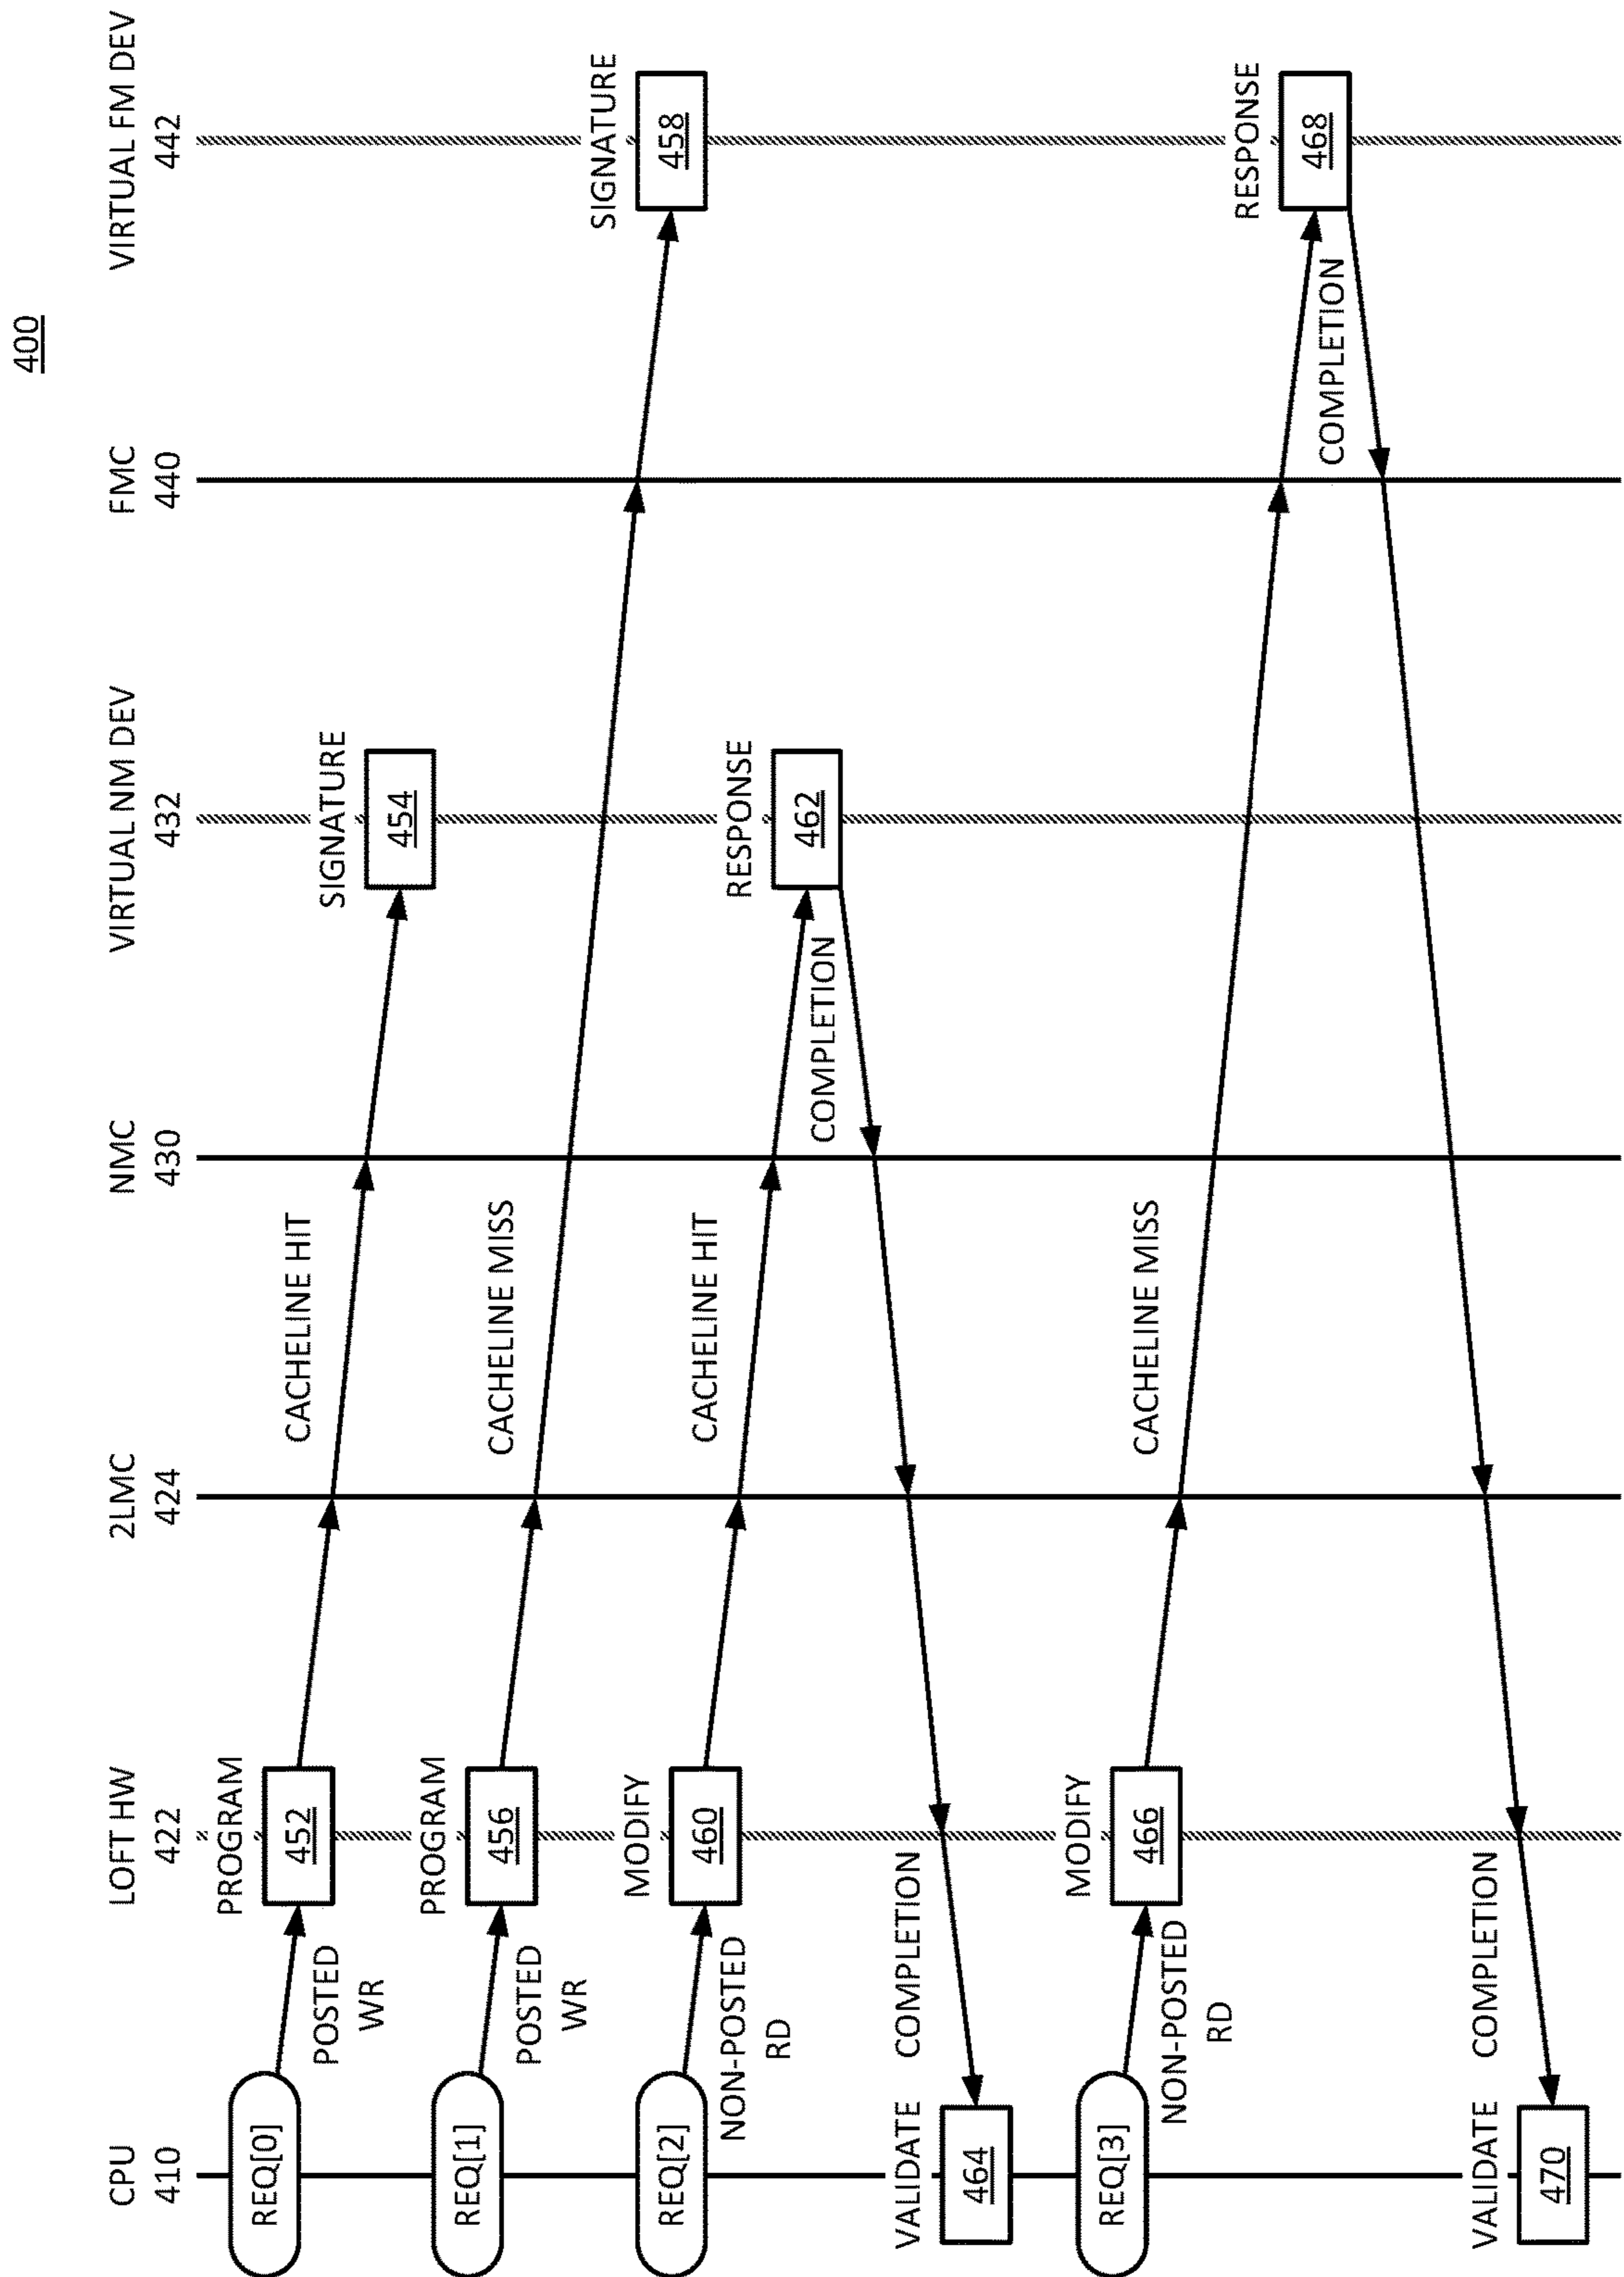 400
CPU
410
LOFT HW
422
2LMC
424
NMC
430
VIRTUAL NM DEV
432
FMC
440
VIRTUAL FM DEV
442
REQ[0]
POSTED
WR
PROGRAM
452
CACHELINE HIT
SIGNATURE
454
REQ[1]
POSTED
WR
PROGRAM
456
CACHELINE MISS
SIGNATURE
458
REQ[2]
NON-POSTED
RD
MODIFY
460
CACHELINE HIT
RESPONSE
462
COMPLETION
COMPLETION
VALIDATE
464
REQ[3]
NON-POSTED
RD
MODIFY
466
CACHELINE MISS
RESPONSE
468
COMPLETION
COMPLETION
VALIDATE
470